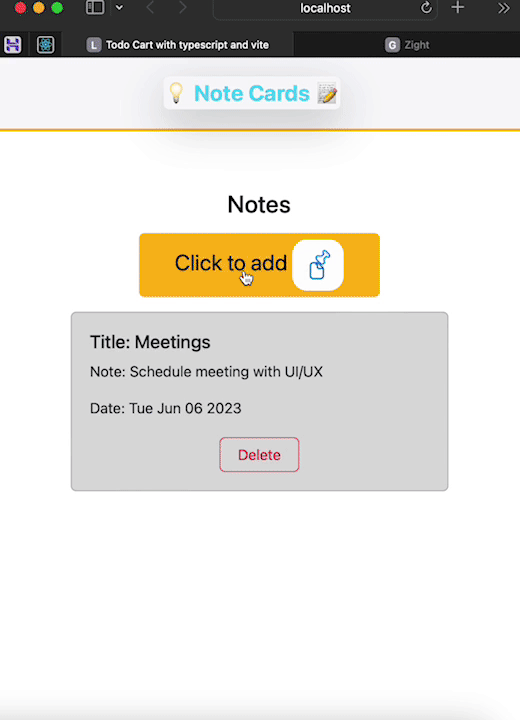 localhost
L Todo Cart with typescript and vite
G Zight
Note Cards
Notes
Click to add
Title: Meetings
Note: Schedule meeting with UI/UX
Date: Tue Jun 06 2023
Delete